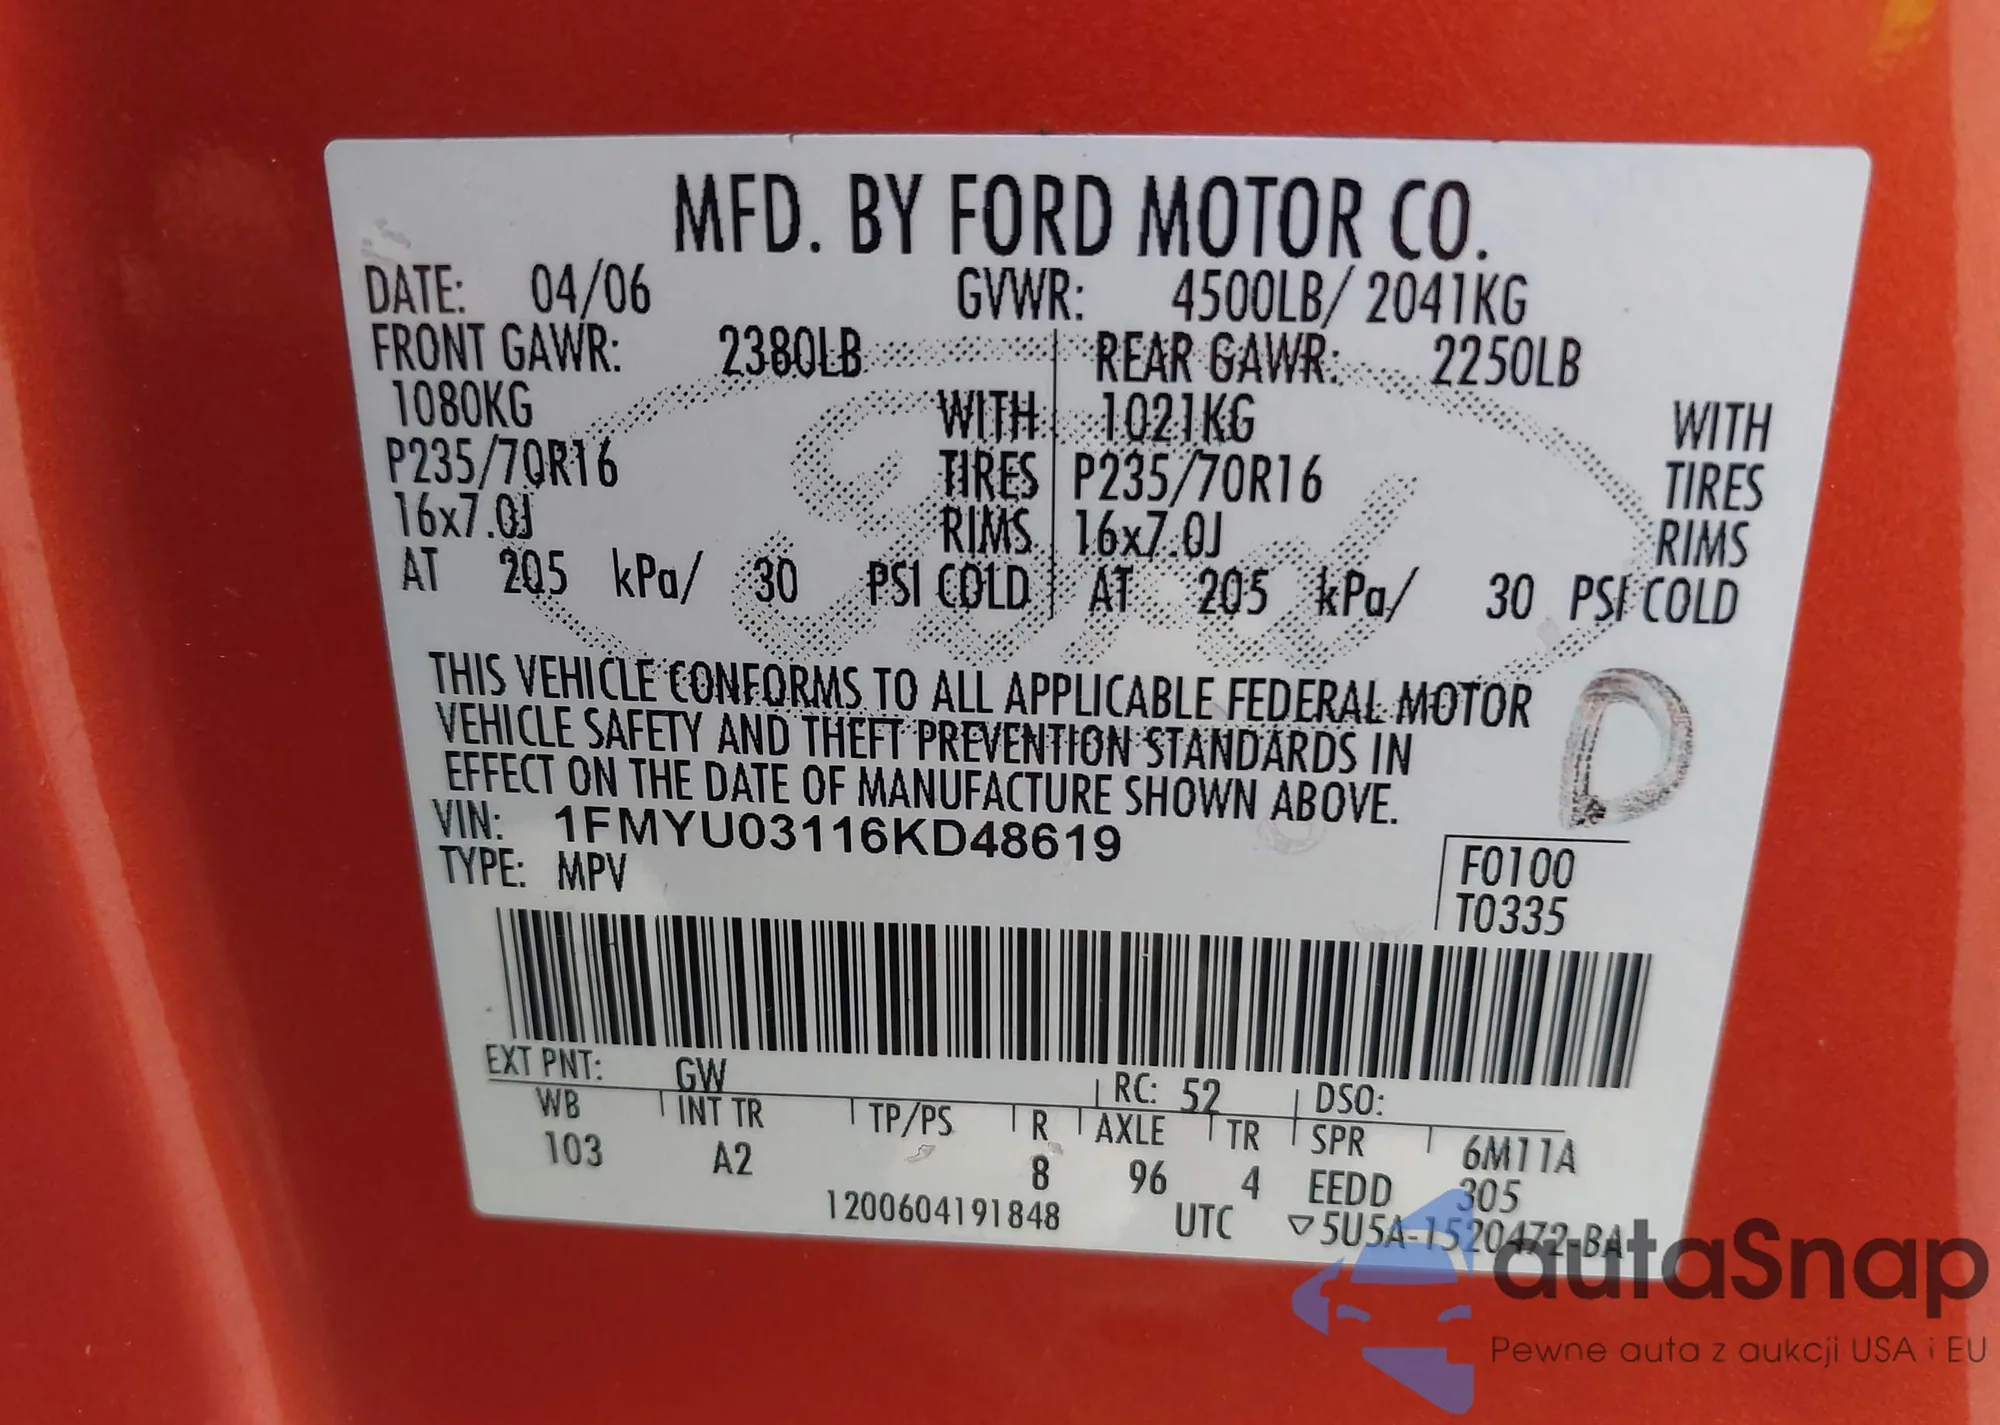 MFD. BY FORD MOTOR CO.
DATE: 04/06 GVWR: 4500LB/ 2041KG
FRONT GAWR: 2380LB REAR GAWR: 2250LB
1080KG WITH 1021KG WITH
P235/70R16 TIRES P235/70R16 TIRES
16x7.0J RIMS 16x7.0J RIMS
AT 205 kPa/ 30 PSI COLD AT 205 kPa/ 30 PSI COLD
THIS VEHICLE CONFORMS TO ALL APPLICABLE FEDERAL MOTOR
VEHICLE SAFETY AND THEFT PREVENTION STANDARDS IN
EFFECT ON THE DATE OF MANUFACTURE SHOWN ABOVE.
D
VIN: 1FMYU03116KD48619
TYPE: MPV
F0100
T0335
EXT PNT: GW RC: 52 DSO:
WB INT TR TP/PS R AXLE TR SPR 6M11A
103 A2 8 96 4 EEDD 305
1200604191848 UTC ▽5U5A-1520472-BA
autaSnap
Pewne auta z aukcji USA i EU